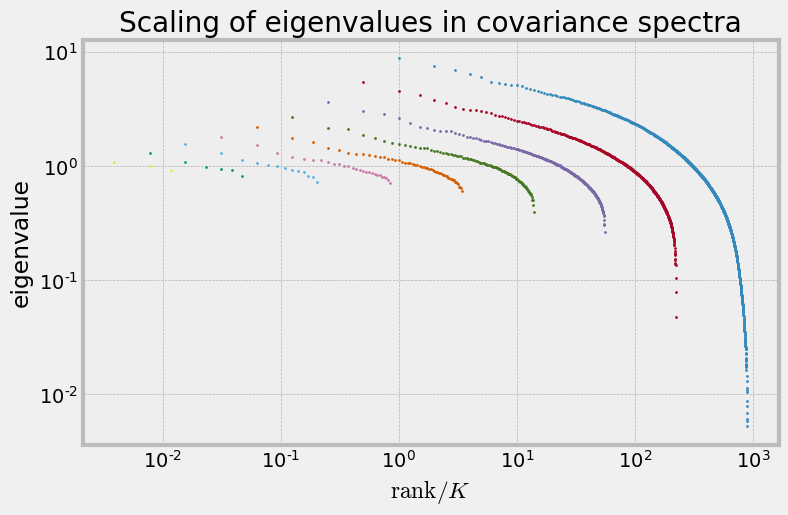 Scaling of eigenvalues in covariance spectra
10^1
10^0
10^-1
10^-2
eigenvalue
10^-2 10^-1 10^0 10^1 10^2 10^3
rank/K